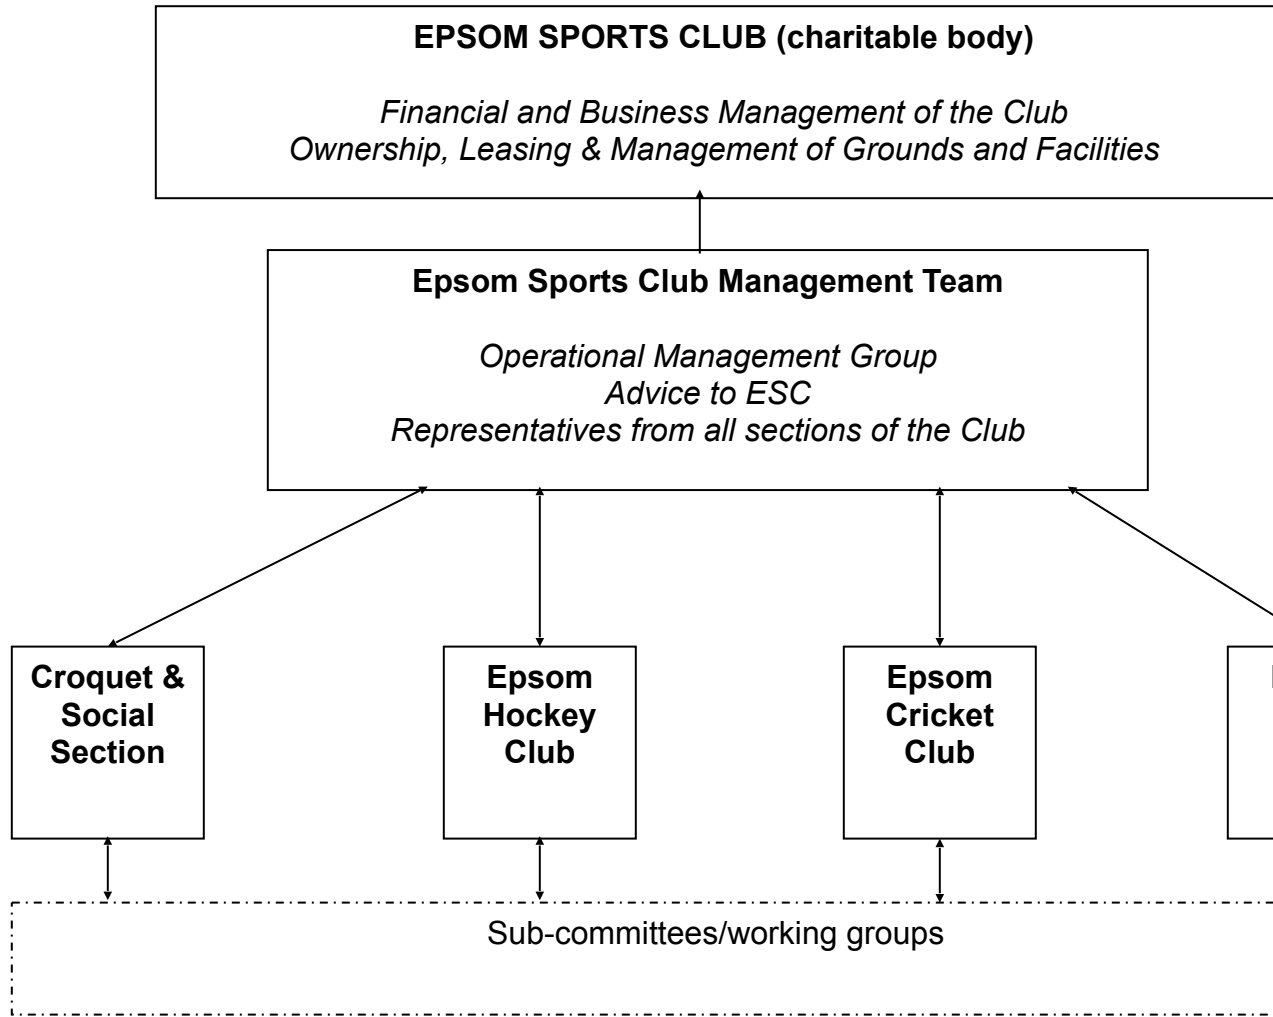 EPSOM SPORTS CLUB (charitable body)
Financial and Business Management of the Club
Ownership, Leasing & Management of Grounds and Facilities
Epsom Sports Club Management Team
Operational Management Group
Advice to ESC
Representatives from all sections of the Club
Croquet &
Social
Section
Epsom
Hockey
Club
Epsom
Cricket
Club
Sub-committees/working groups